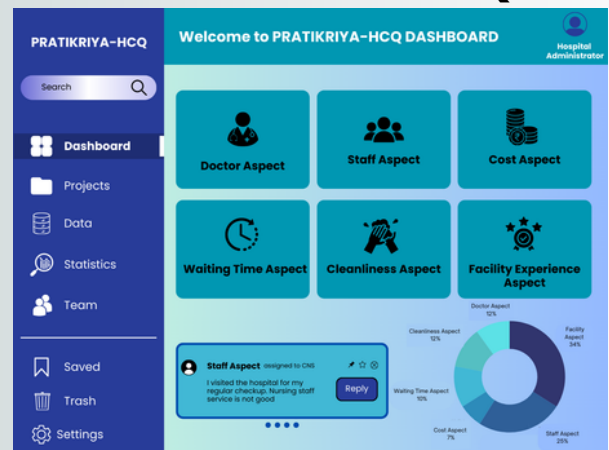 PRATIKRIYA-HCQ
Welcome to PRATIKRIYA-HCQ DASHBOARD
Hospital
Administrator
Search
Dashboard
Projects
Data
Statistics
Team
Saved
Trash
Settings
Doctor Aspect
Staff Aspect
Cost Aspect
Waiting Time Aspect
Cleanliness Aspect
Facility Experience
Aspect
Staff Aspect assigned to CNS
I visited the hospital for my
regular checkup. Nursing staff
service is not good
Reply
Doctor Aspect
12%
Cleanliness Aspect
12%
Facility
Aspect
34%
Waiting Time Aspect
10%
Cost Aspect
7%
Staff Aspect
25%